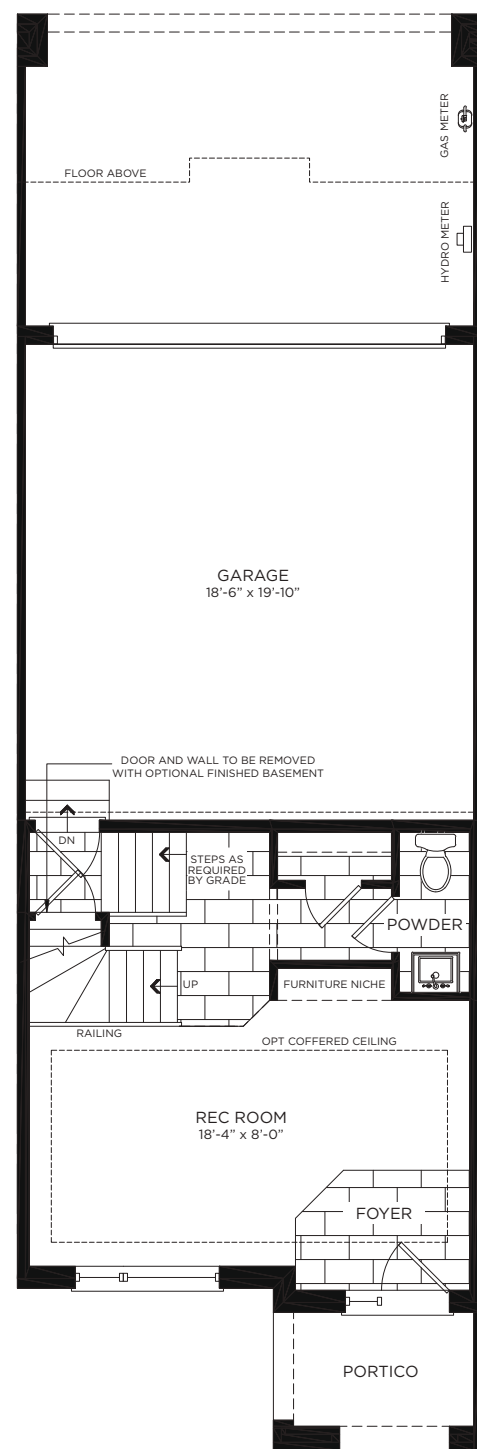 GAS METER
FLOOR ABOVE
HYDRO METER
GARAGE
18'-6" x 19'-10"
DOOR AND WALL TO BE REMOVED
WITH OPTIONAL FINISHED BASEMENT
DN
STEPS AS
REQUIRED
BY GRADE
POWDER
UP
FURNITURE NICHE
RAILING
OPT COFFERED CEILING
REC ROOM
18'-4" x 8'-0"
FOYER
PORTICO